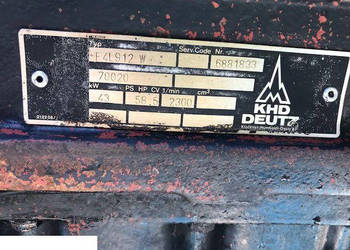 Typ Serv.Code Nr.
F4L912 W 6881833
70020
kW PS HP CV 1/min cm³
43 58.5 2300
KHD
DEUTZ